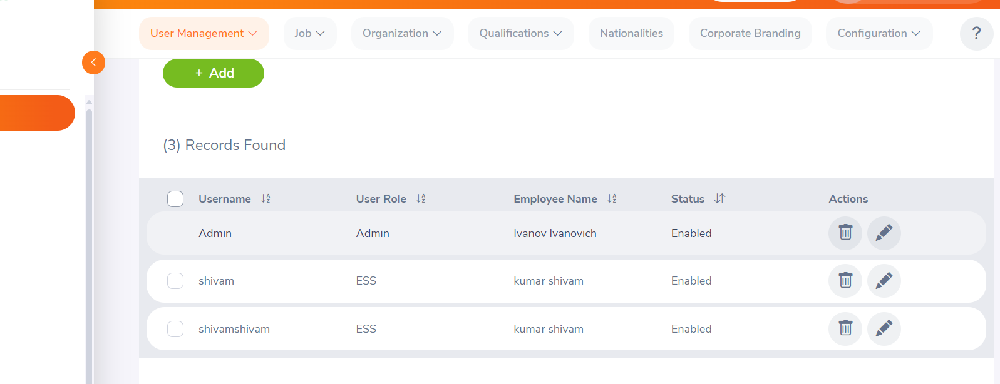 User Management Job Organization Qualifications Nationalities Corporate Branding Configuration ?
+ Add
(3) Records Found
Username User Role Employee Name Status Actions
Admin Admin Ivanov Ivanovich Enabled
shivam ESS kumar shivam Enabled
shivamshivam ESS kumar shivam Enabled